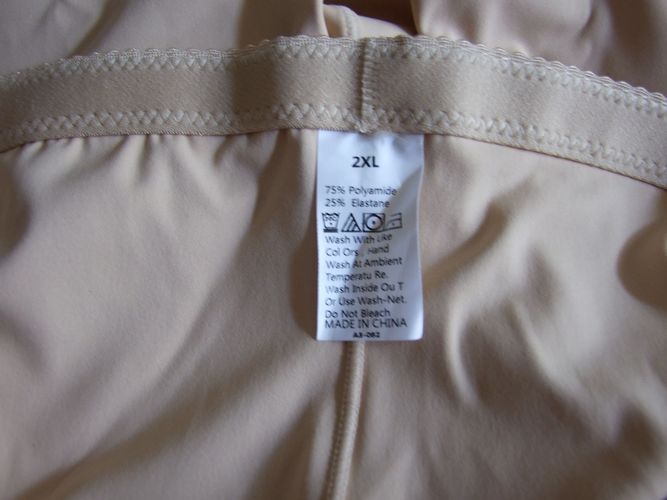 2XL
75% Polyamide
25% Elastane
Wash With Like
Col Ors , Hand
Wash At Ambient
Temperatu Re.
Wash Inside Ou T
Or Use Wash-Net.
Do Not Bleach
MADE IN CHINA
A3-062